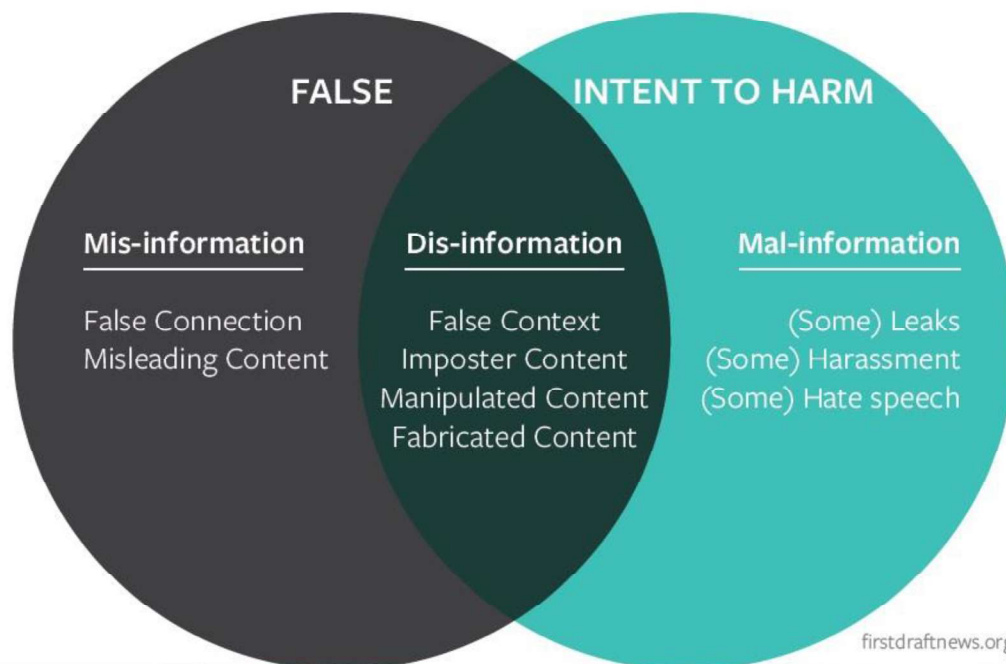 FALSE
INTENT TO HARM
Mis-information
False Connection
Misleading Content
Dis-information
False Context
Imposter Content
Manipulated Content
Fabricated Content
Mal-information
(Some) Leaks
(Some) Harassment
(Some) Hate speech
firstdraftnews.org